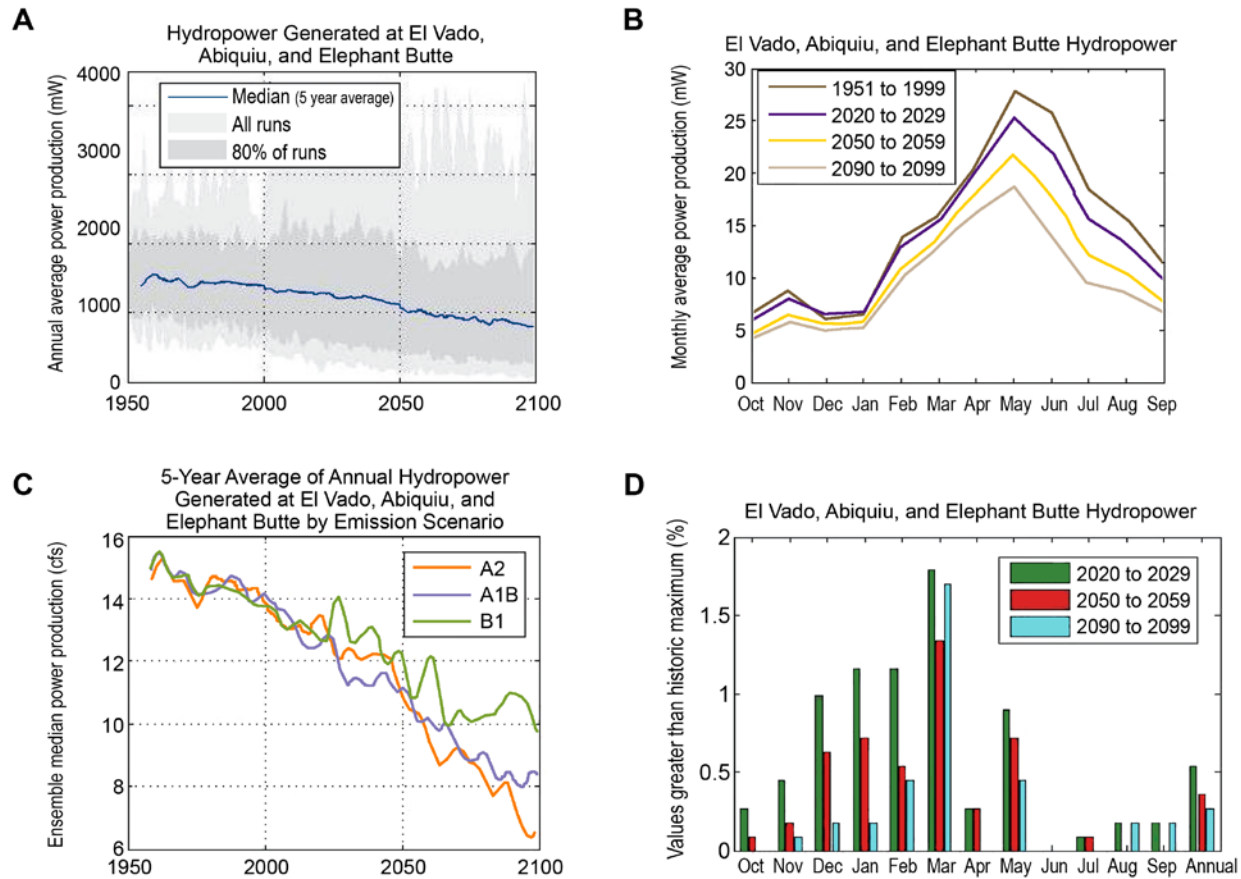 A
Hydropower Generated at El Vado,
Abiquiu, and Elephant Butte
Annual average power production (mW)
4000
3000
2000
1000
0
Median (5 year average)
All runs
80% of runs
1950 2000 2050 2100
B
El Vado, Abiquiu, and Elephant Butte Hydropower
Monthly average power production (mW)
30
25
20
15
10
5
0
1951 to 1999
2020 to 2029
2050 to 2059
2090 to 2099
Oct Nov Dec Jan Feb Mar Apr May Jun Jul Aug Sep
C
5-Year Average of Annual Hydropower
Generated at El Vado, Abiquiu, and
Elephant Butte by Emission Scenario
Ensemble median power production (cfs)
16
14
12
10
8
6
A2
A1B
B1
1950 2000 2050 2100
D
El Vado, Abiquiu, and Elephant Butte Hydropower
Values greater than historic maximum (%)
2
1.5
1
0.5
0
2020 to 2029
2050 to 2059
2090 to 2099
Oct Nov Dec Jan Feb Mar Apr May Jun Jul Aug Sep Annual